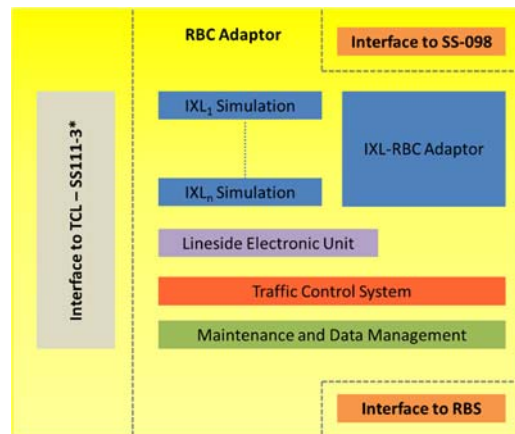 RBC Adaptor
Interface to SS-098
Interface to TCL – SS111-3*
IXL1 Simulation
IXL-RBC Adaptor
IXLn Simulation
Lineside Electronic Unit
Traffic Control System
Maintenance and Data Management
Interface to RBS